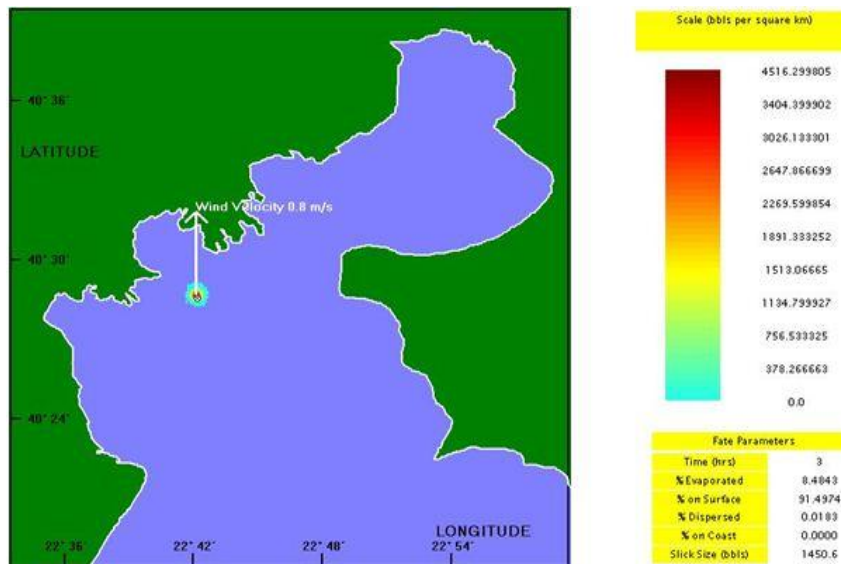 40° 36'
LATITUDE
Wind Velocity 0.8 m/s
40° 30'
40° 24'
LONGITUDE
22° 36'
22° 42'
22° 48'
22° 54'
Scale (bbls per square km)
4516.299805
3404.399902
3026.133301
2647.866699
2269.599854
1891.333252
1513.06665
1134.799927
756.533325
378.266663
0.0
Fate Parameters
Time (hrs) 3
% Evaporated 8.4843
% on Surface 91.4974
% Dispersed 0.0183
% on Coast 0.0000
Slick Size (bbls) 1450.6